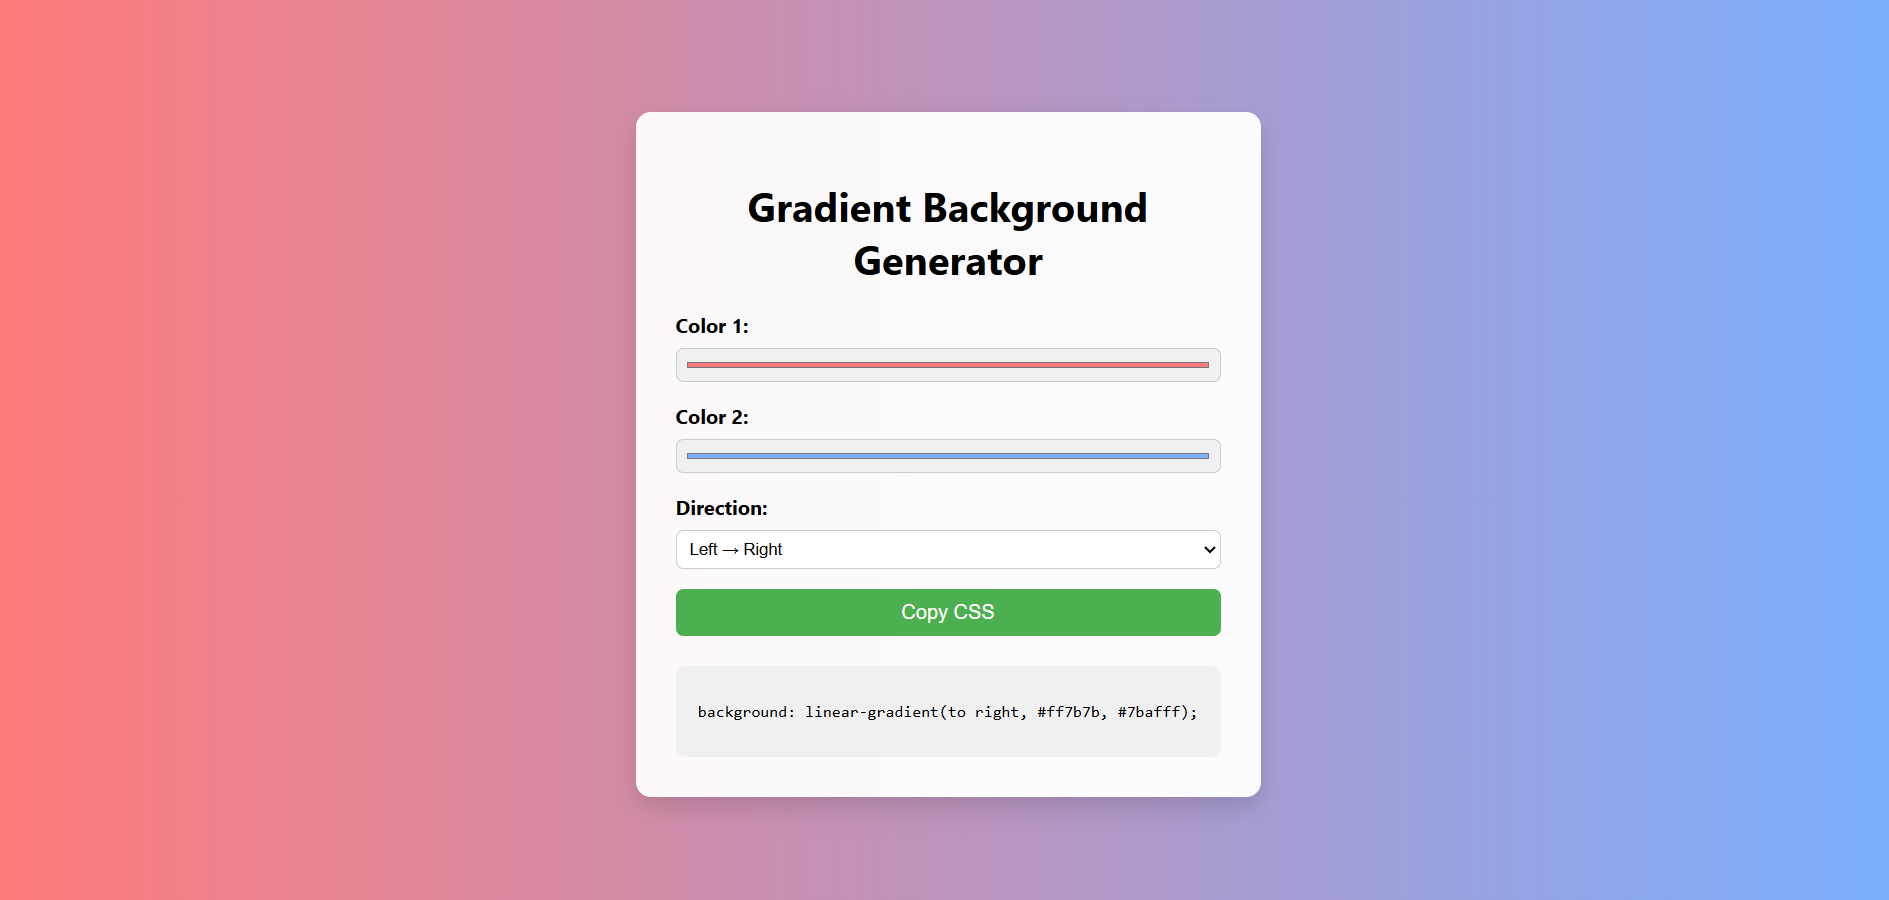 Gradient Background
Generator
Color 1:
Color 2:
Direction:
Left → Right
Copy CSS
background: linear-gradient(to right, #ff7b7b, #7bafff);